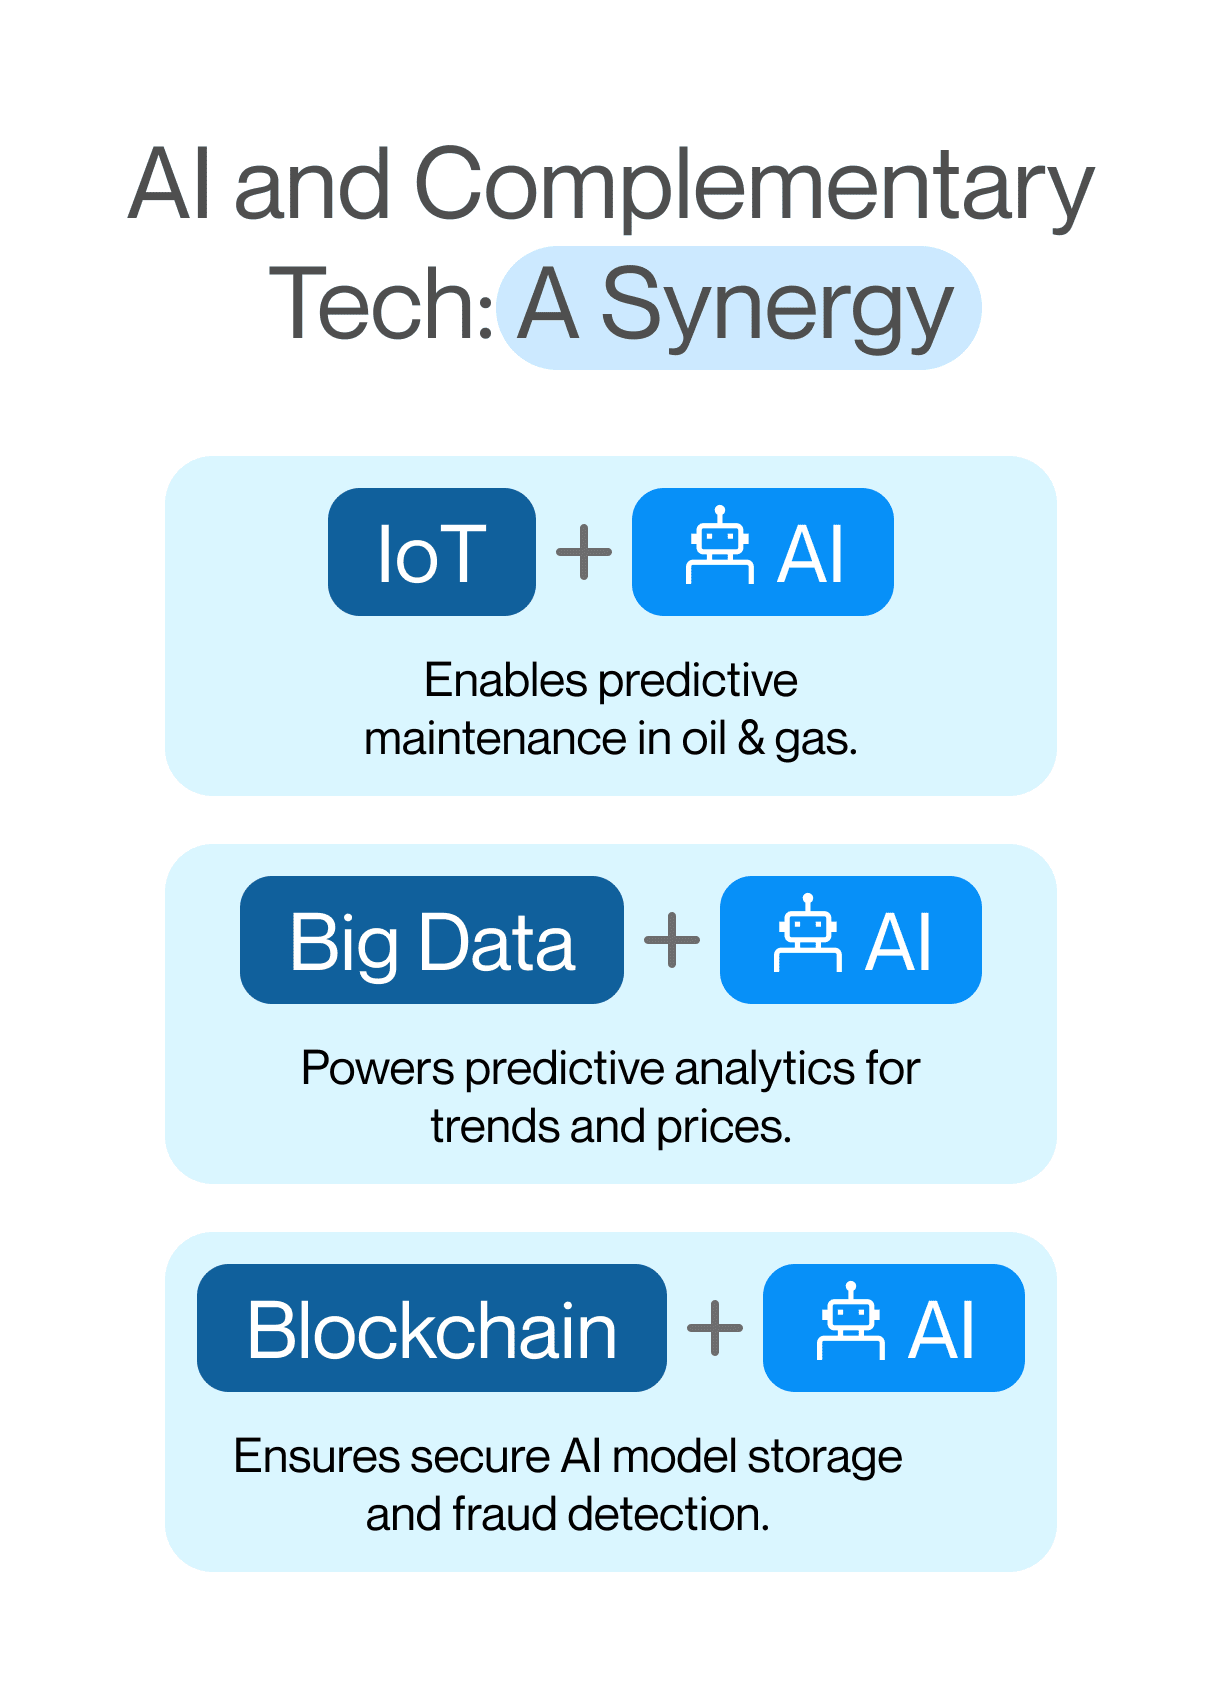 AI and Complementary
Tech: A Synergy
IoT + AI
Enables predictive
maintenance in oil & gas.
Big Data + AI
Powers predictive analytics for
trends and prices.
Blockchain + AI
Ensures secure AI model storage
and fraud detection.